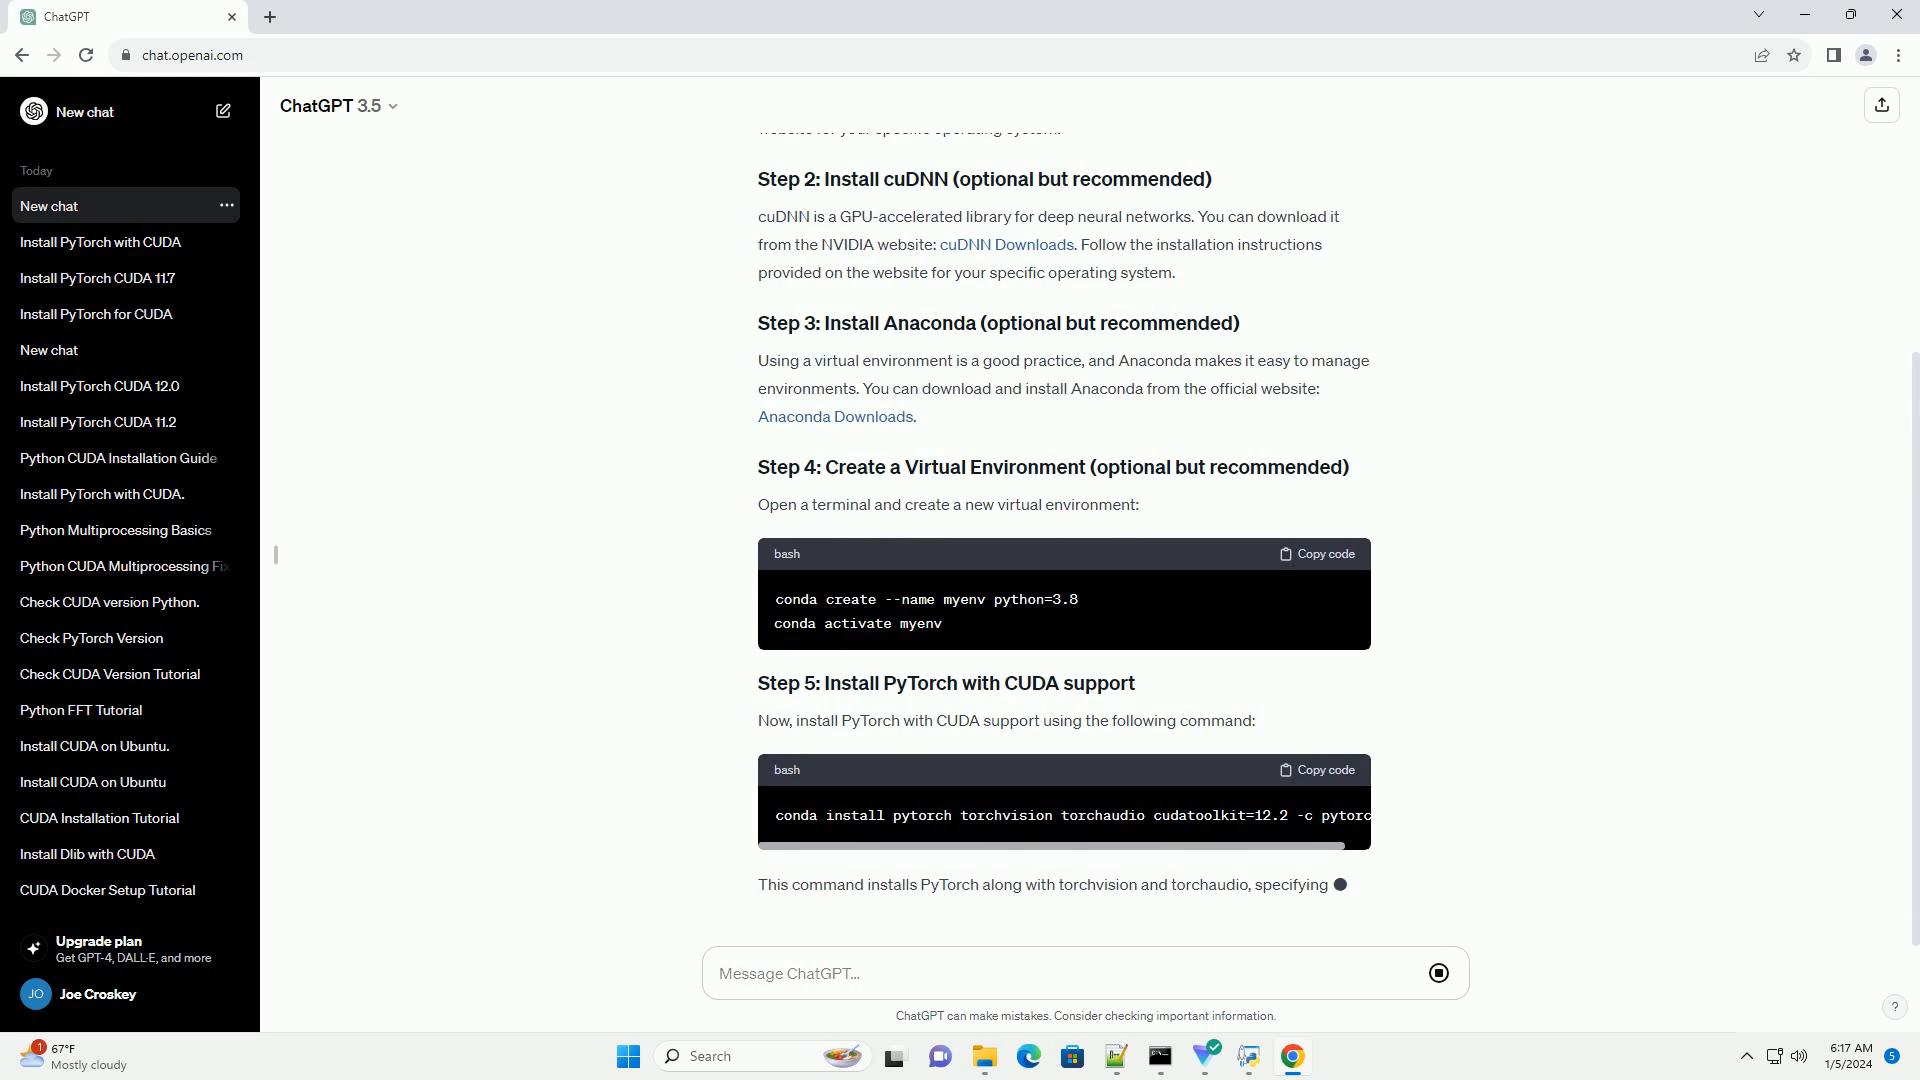 ChatGPT
chat.openai.com
New chat
Today
New chat
Install PyTorch with CUDA
Install PyTorch CUDA 11.7
Install PyTorch for CUDA
New chat
Install PyTorch CUDA 12.0
Install PyTorch CUDA 11.2
Python CUDA Installation Guide
Install PyTorch with CUDA.
Python Multiprocessing Basics
Python CUDA Multiprocessing Fix
Check CUDA version Python.
Check PyTorch Version
Check CUDA Version Tutorial
Python FFT Tutorial
Install CUDA on Ubuntu.
Install CUDA on Ubuntu
CUDA Installation Tutorial
Install Dlib with CUDA
CUDA Docker Setup Tutorial
Upgrade plan
Get GPT-4, DALL·E, and more
JO Joe Croskey
ChatGPT 3.5
website for your specific operating system.
Step 2: Install cuDNN (optional but recommended)
cuDNN is a GPU-accelerated library for deep neural networks. You can download it
from the NVIDIA website: cuDNN Downloads. Follow the installation instructions
provided on the website for your specific operating system.
Step 3: Install Anaconda (optional but recommended)
Using a virtual environment is a good practice, and Anaconda makes it easy to manage
environments. You can download and install Anaconda from the official website:
Anaconda Downloads.
Step 4: Create a Virtual Environment (optional but recommended)
Open a terminal and create a new virtual environment:
bash Copy code
conda create --name myenv python=3.8
conda activate myenv
Step 5: Install PyTorch with CUDA support
Now, install PyTorch with CUDA support using the following command:
bash Copy code
conda install pytorch torchvision torchaudio cudatoolkit=12.2 -c pytorc
This command installs PyTorch along with torchvision and torchaudio, specifying
Message ChatGPT...
ChatGPT can make mistakes. Consider checking important information.
?
1
67°F
Mostly cloudy
Search
6:17 AM
1/5/2024
5